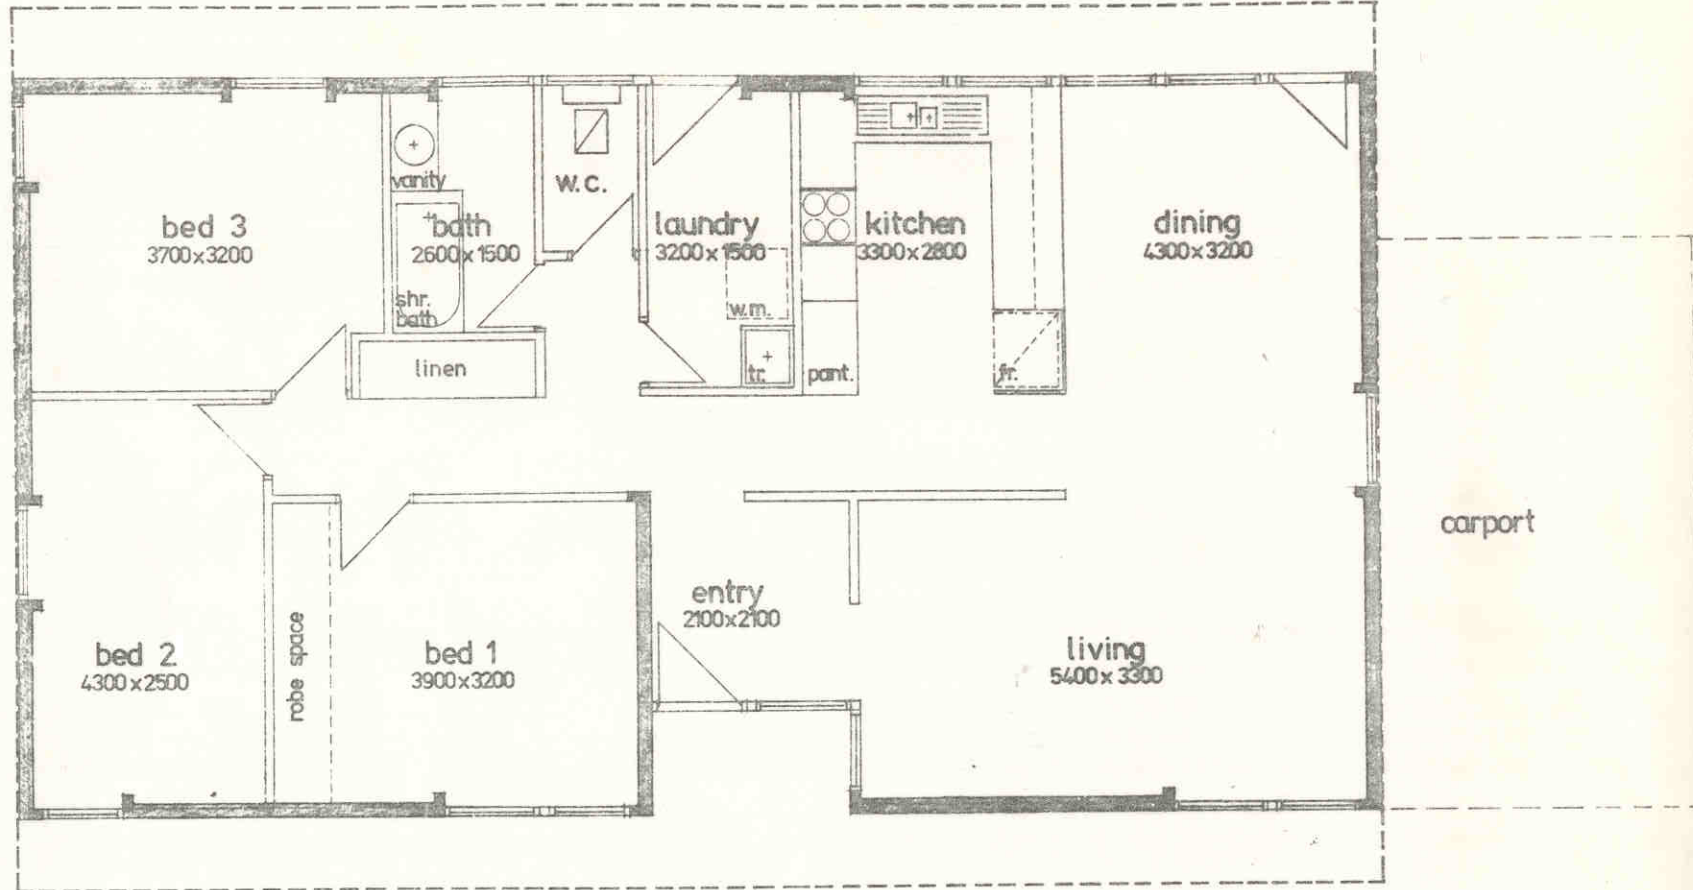 bed 3
3700x3200
vanity
bath
2600x1500
shr.
bath
linen
w.c.
laundry
3200x1500
w.m.
tr.
pant.
kitchen
3300x2800
fr.
dining
4300x3200
carport
bed 2
4300x2500
robe space
bed 1
3900x3200
entry
2100x2100
living
5400x3300